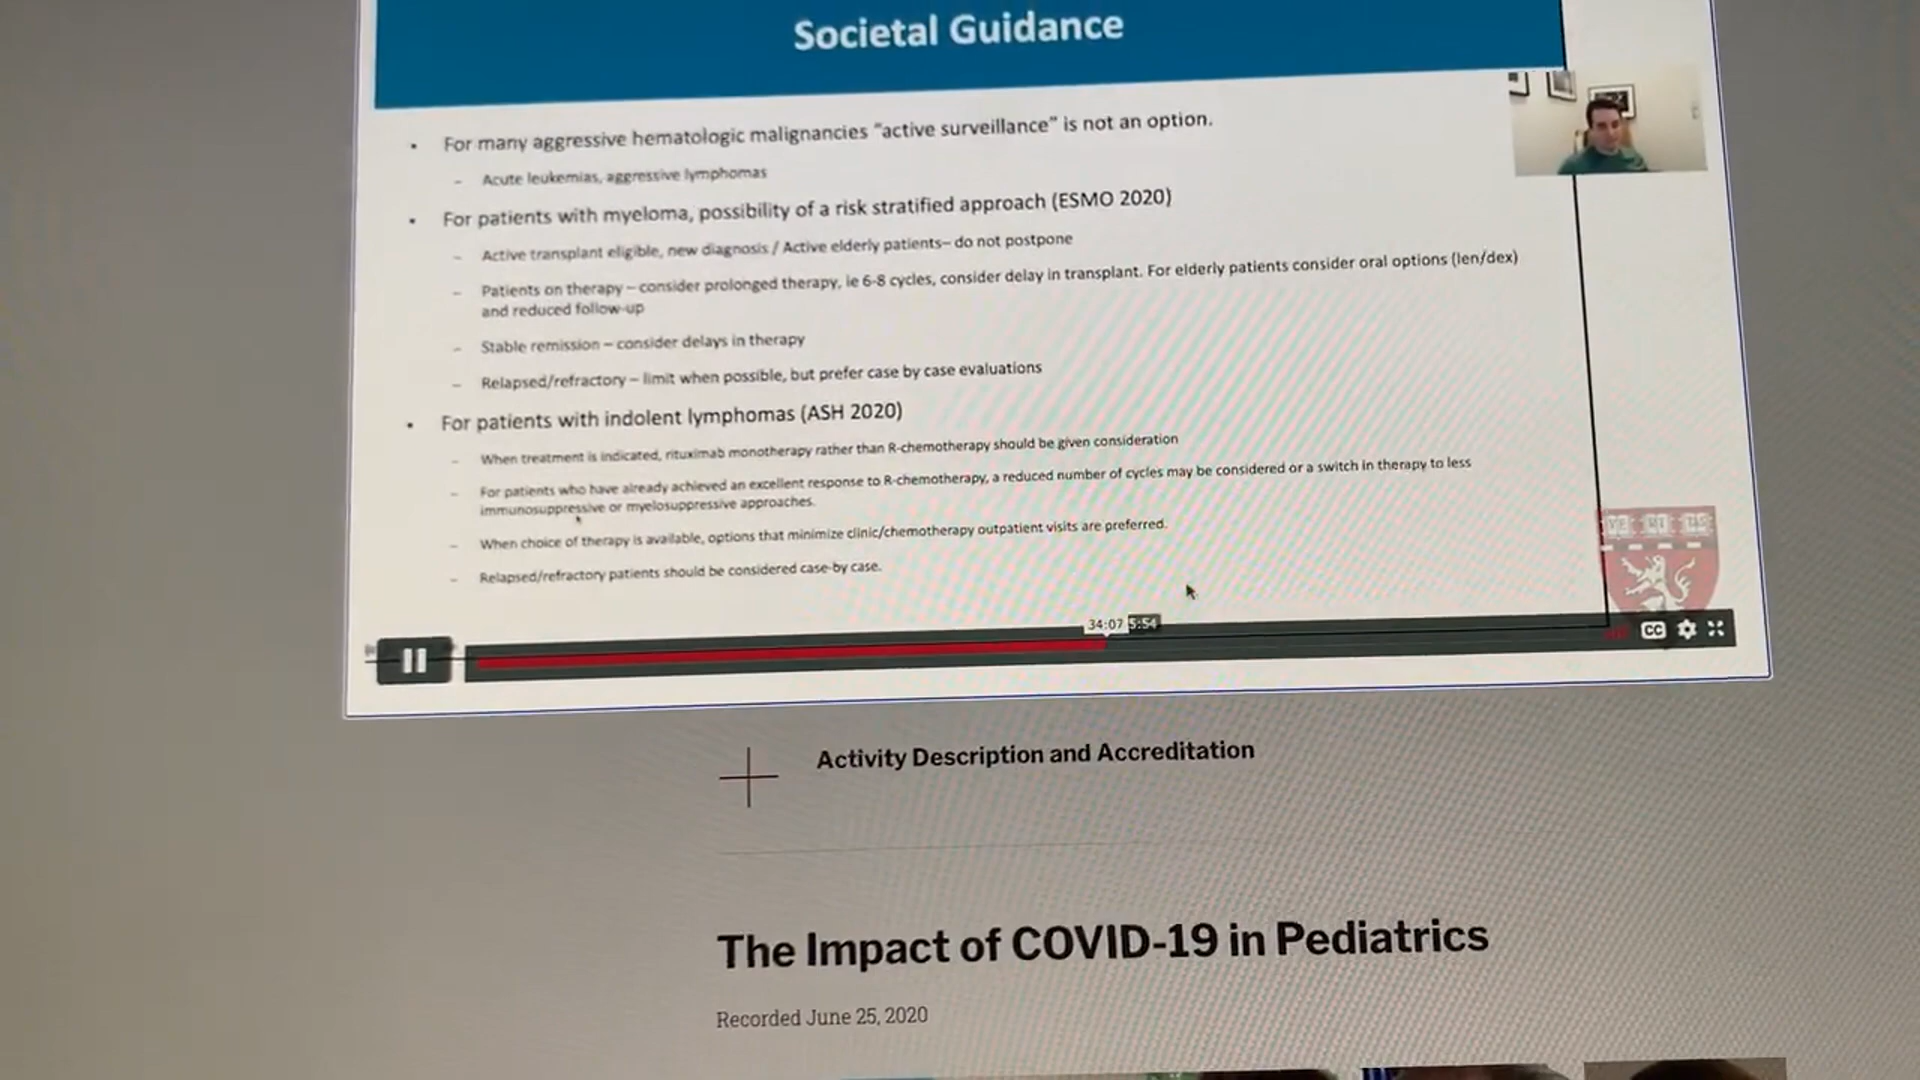 Societal Guidance
• For many aggressive hematologic malignancies "active surveillance" is not an option.
– Acute leukemias, aggressive lymphomas
• For patients with myeloma, possibility of a risk stratified approach (ESMO 2020)
– Active transplant eligible, new diagnosis / Active elderly patients– do not postpone
– Patients on therapy – consider prolonged therapy, ie 6-8 cycles, consider delay in transplant. For elderly patients consider oral options (len/dex)
and reduced follow-up
– Stable remission – consider delays in therapy
– Relapsed/refractory – limit when possible, but prefer case by case evaluations
• For patients with indolent lymphomas (ASH 2020)
– When treatment is indicated, rituximab monotherapy rather than R-chemotherapy should be given consideration
– For patients who have already achieved an excellent response to R-chemotherapy, a reduced number of cycles may be considered or a switch in therapy to less
immunosuppressive or myelosuppressive approaches.
– When choice of therapy is available, options that minimize clinic/chemotherapy outpatient visits are preferred.
– Relapsed/refractory patients should be considered case-by case.
VE RI TAS
34:07 5:54
CC
Activity Description and Accreditation
The Impact of COVID-19 in Pediatrics
Recorded June 25, 2020